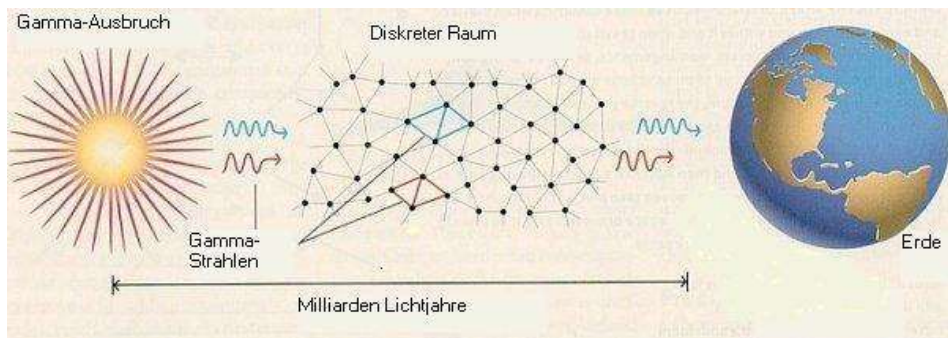 Gamma-Ausbruch
Diskreter Raum
Gamma-
Strahlen
Erde
Milliarden Lichtjahre